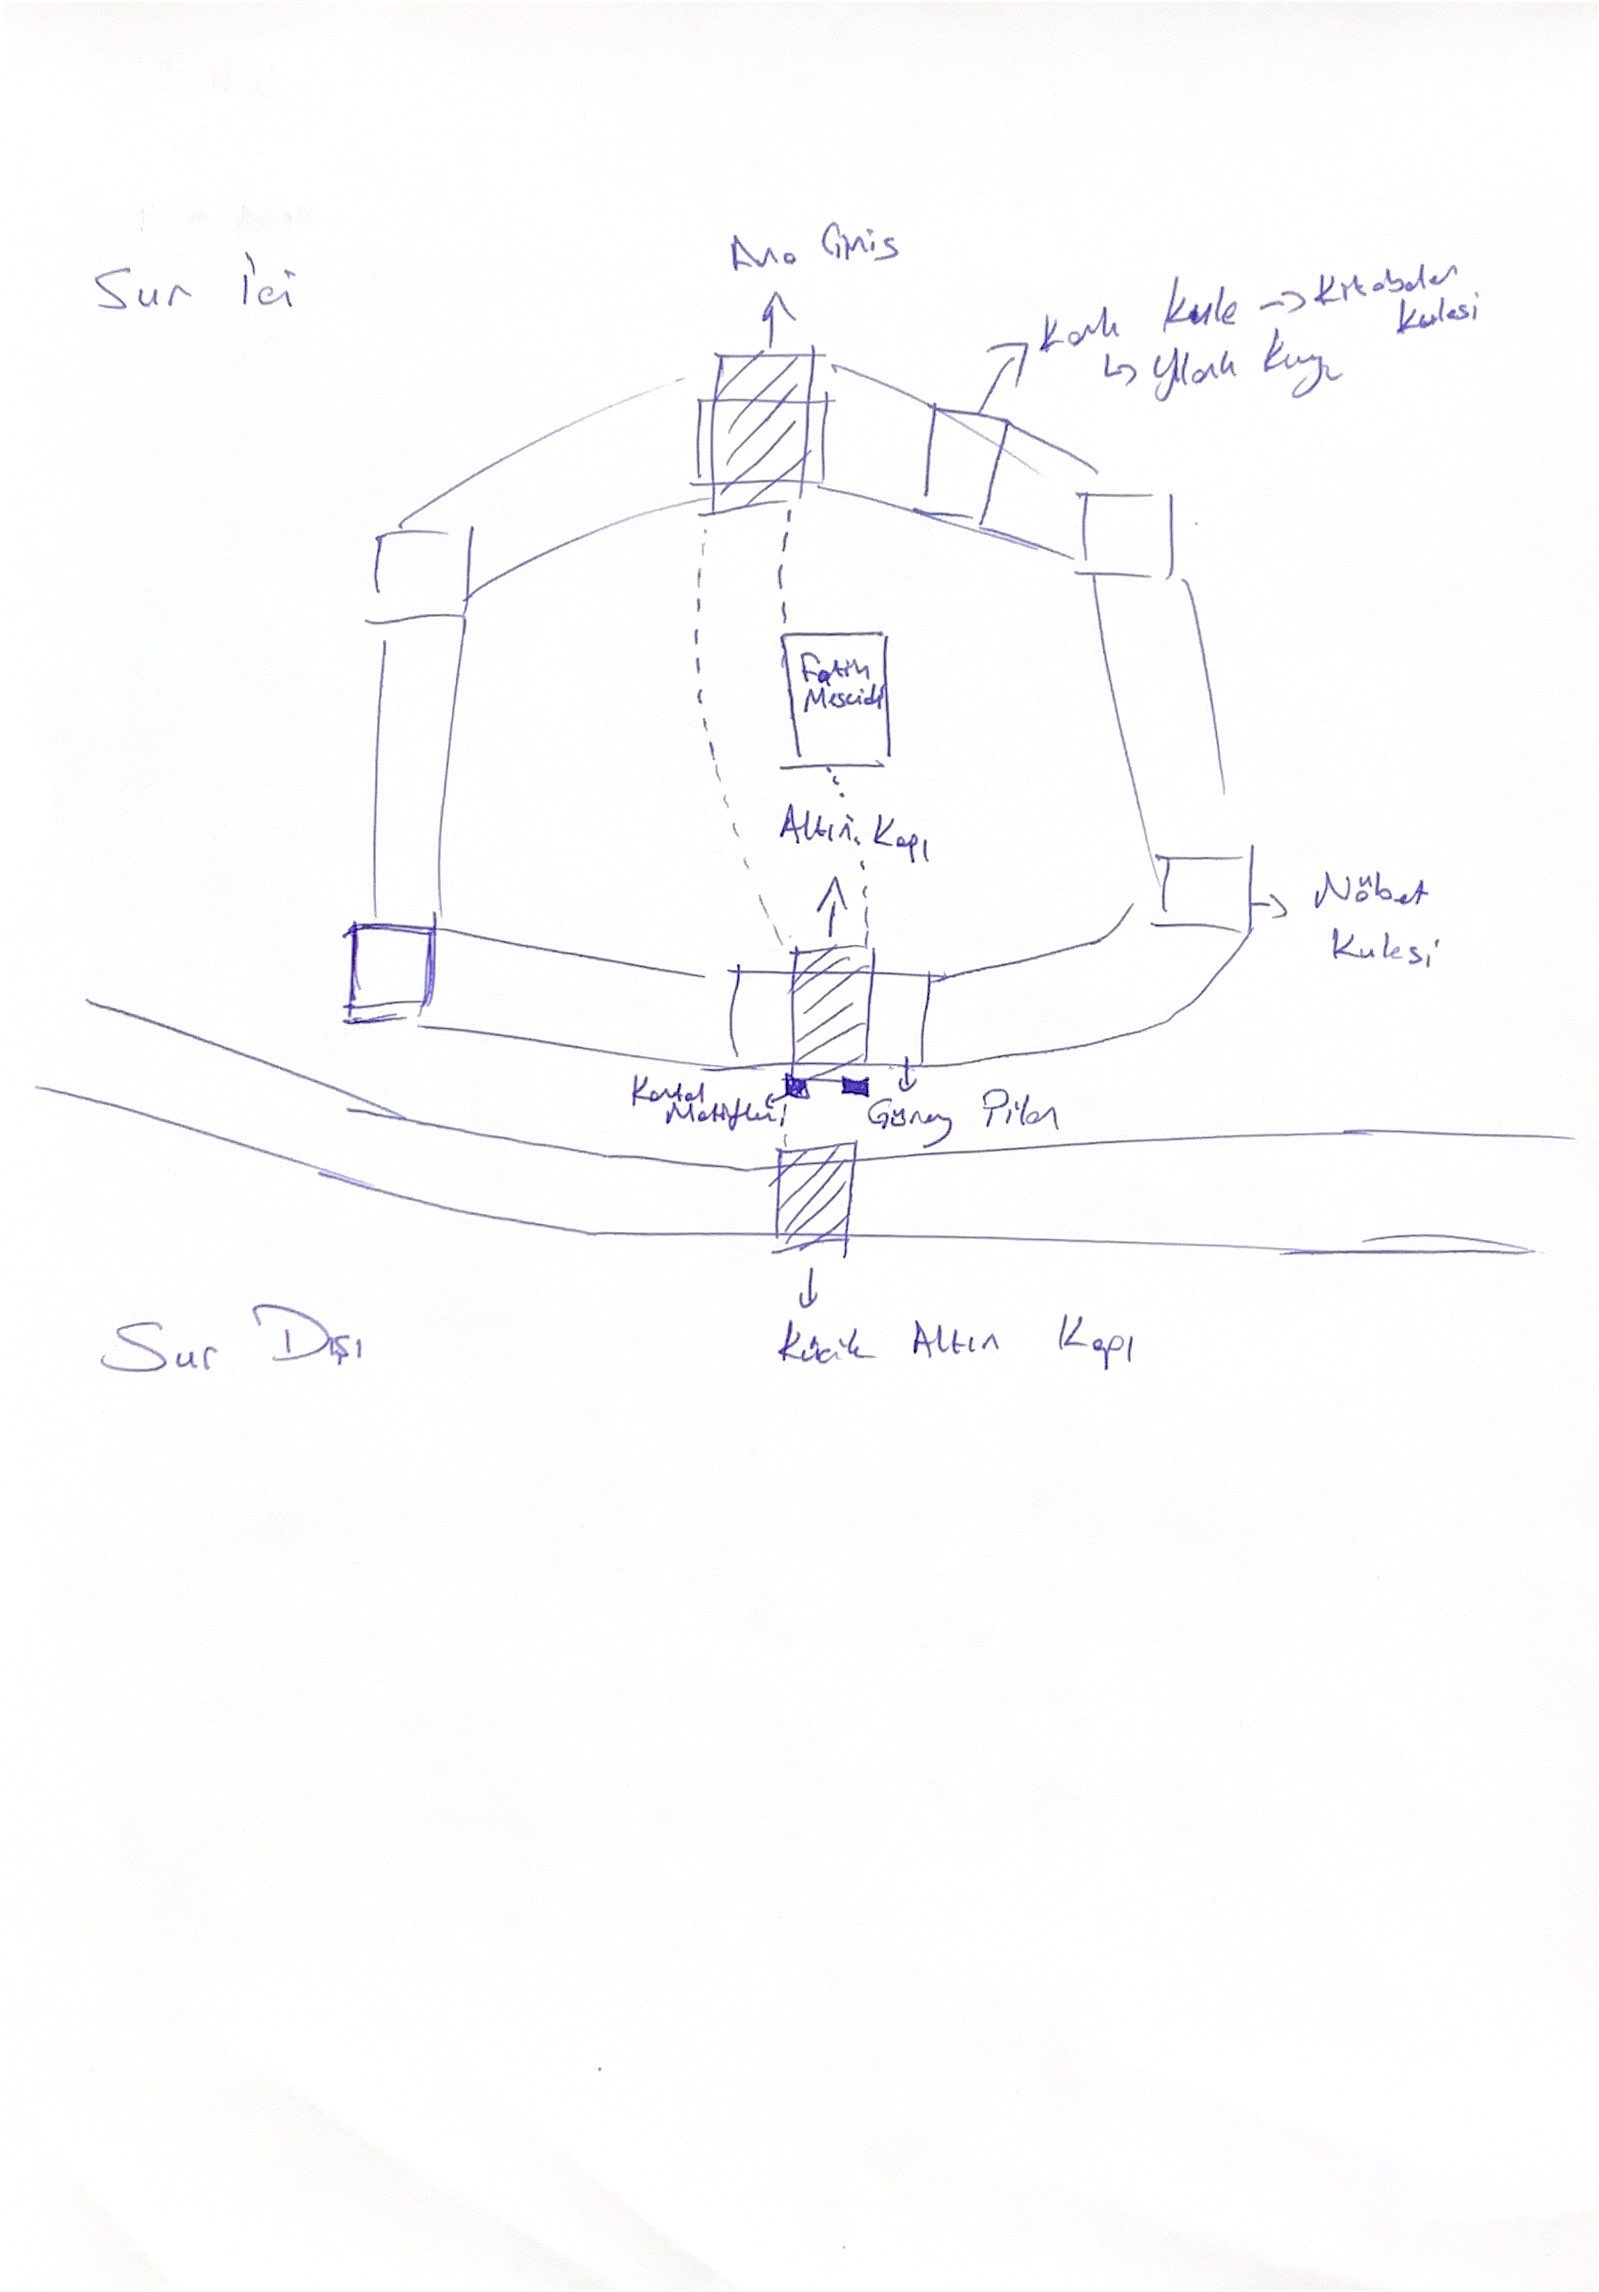 Sur İçi
Ana Giriş
Kanlı Kule → Kitabeler
Kulesi
↳ Yılanlı Kuyu
Fatih
Mescidi
Altın Kapı
Nöbet
Kulesi
Kartal
Motifleri
Güney Pilon
Sur Dışı
Küçük Altın Kapı